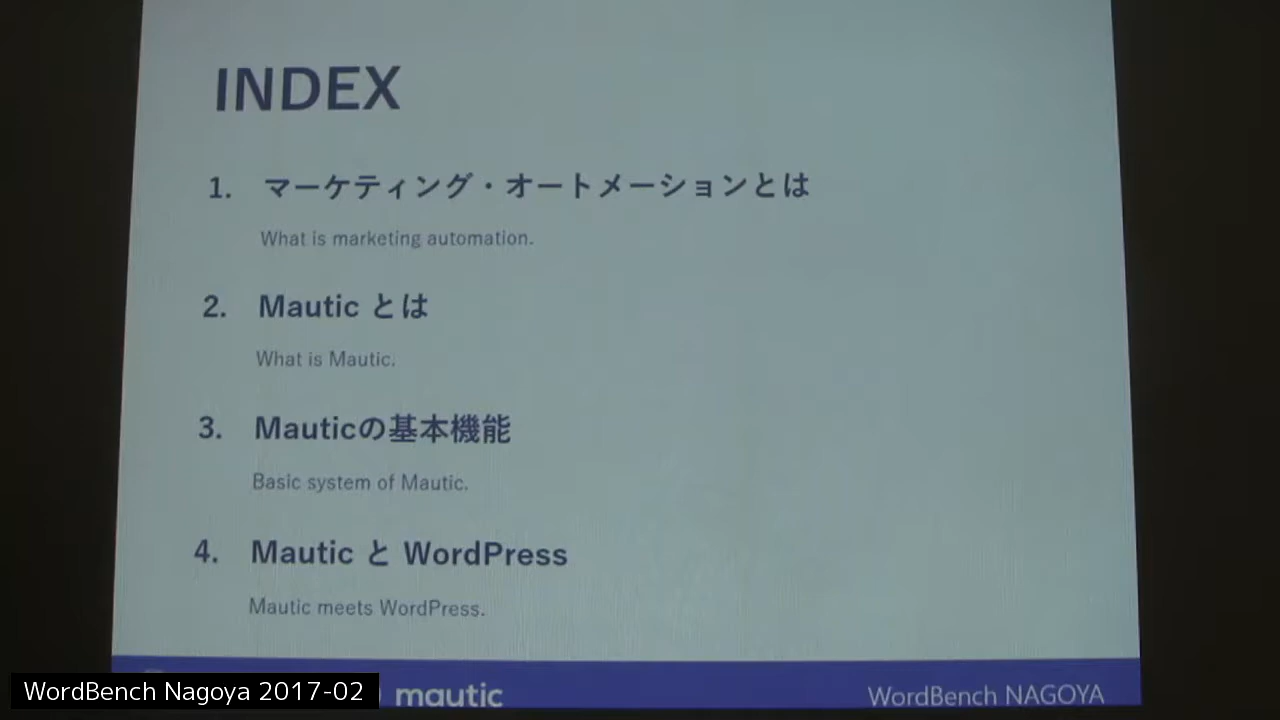 INDEX
1. マーケティング・オートメーションとは
What is marketing automation.
2. Mautic とは
What is Mautic.
3. Mauticの基本機能
Basic system of Mautic.
4. Mautic と WordPress
Mautic meets WordPress.
WordBench Nagoya 2017-02
mautic
WordBench NAGOYA